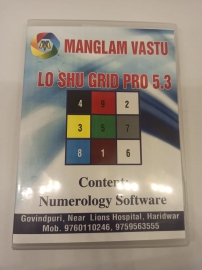 MANGLAM VASTU
LO SHU GRID PRO 5.3
4 9 2
3 5 7
8 1 6
Content:
Numerology Software
Govindpuri, Near Lions Hospital, Haridwar
Mob. 9760110246, 9759563555